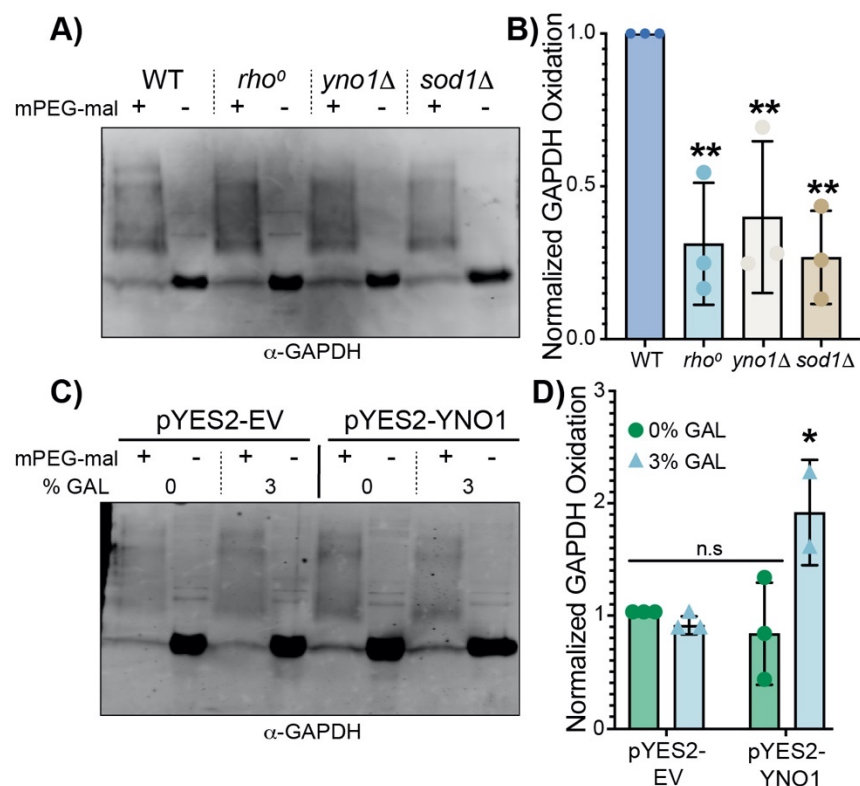 A)
WT rho⁰ yno1Δ sod1Δ
mPEG-mal + - + - + - + -
α-GAPDH
B)
Normalized GAPDH Oxidation
1.0
0.5
0.0
WT rho⁰ yno1Δ sod1Δ
** ** **
C)
pYES2-EV pYES2-YNO1
mPEG-mal + - + - + - + -
% GAL 0 3 0 3
α-GAPDH
D)
Normalized GAPDH Oxidation
3
2
1
0
0% GAL
3% GAL
n.s
*
pYES2- pYES2-
EV YNO1